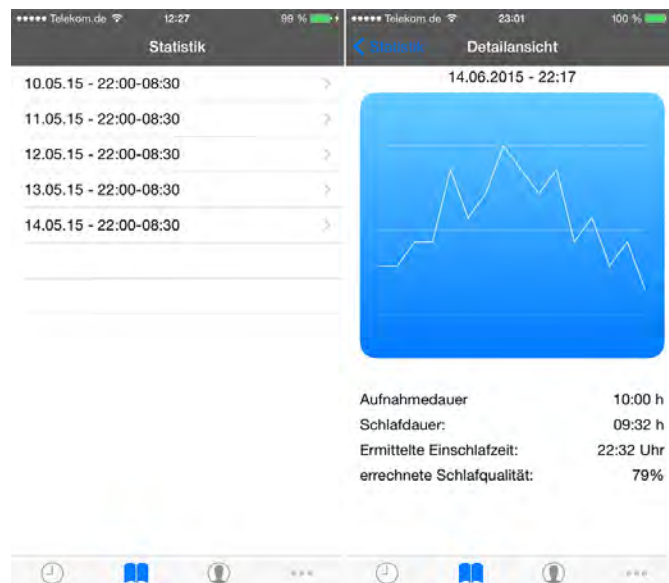 Telekom.de 12:27 99 %
Statistik
10.05.15 - 22:00-08:30
11.05.15 - 22:00-08:30
12.05.15 - 22:00-08:30
13.05.15 - 22:00-08:30
14.05.15 - 22:00-08:30
Telekom.de 23:01 100 %
Statistik Detailansicht
14.06.2015 - 22:17
Aufnahmedauer 10:00 h
Schlafdauer: 09:32 h
Ermittelte Einschlafzeit: 22:32 Uhr
errechnete Schlafqualität: 79%